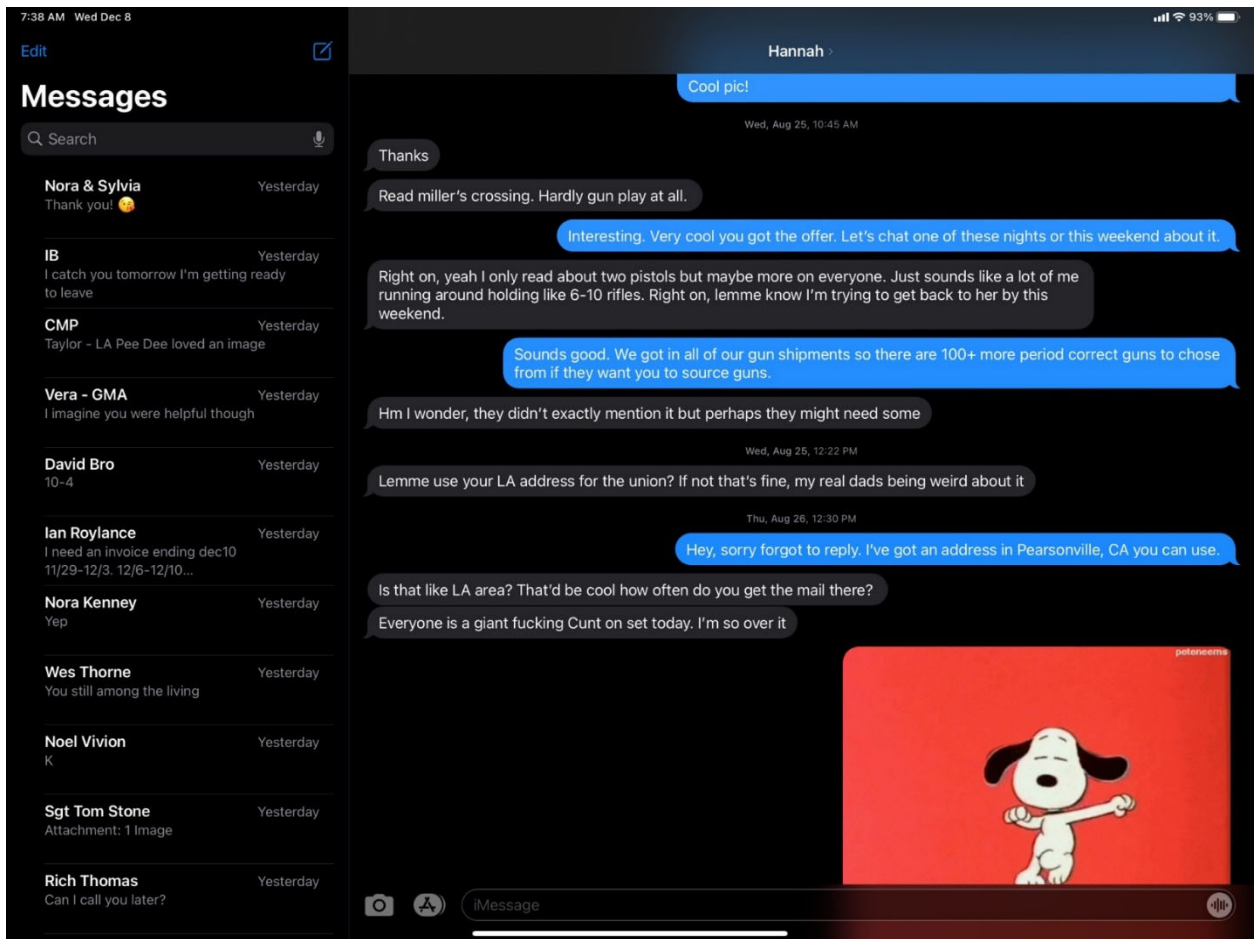 7:38 AM Wed Dec 8
93%
Edit
Messages
Search
Nora & Sylvia
Yesterday
Thank you! 😘
IB
Yesterday
I catch you tomorrow I'm getting ready
to leave
CMP
Yesterday
Taylor - LA Pee Dee loved an image
Vera - GMA
Yesterday
I imagine you were helpful though
David Bro
Yesterday
10-4
Ian Roylance
Yesterday
I need an invoice ending dec10
11/29-12/3. 12/6-12/10...
Nora Kenney
Yesterday
Yep
Wes Thorne
Yesterday
You still among the living
Noel Vivion
Yesterday
K
Sgt Tom Stone
Yesterday
Attachment: 1 Image
Rich Thomas
Yesterday
Can I call you later?
Hannah >
Cool pic!
Wed, Aug 25, 10:45 AM
Thanks
Read miller's crossing. Hardly gun play at all.
Interesting. Very cool you got the offer. Let's chat one of these nights or this weekend about it.
Right on, yeah I only read about two pistols but maybe more on everyone. Just sounds like a lot of me
running around holding like 6-10 rifles. Right on, lemme know I'm trying to get back to her by this
weekend.
Sounds good. We got in all of our gun shipments so there are 100+ more period correct guns to chose
from if they want you to source guns.
Hm I wonder, they didn't exactly mention it but perhaps they might need some
Wed, Aug 25, 12:22 PM
Lemme use your LA address for the union? If not that's fine, my real dads being weird about it
Thu, Aug 26, 12:30 PM
Hey, sorry forgot to reply. I've got an address in Pearsonville, CA you can use.
Is that like LA area? That'd be cool how often do you get the mail there?
Everyone is a giant fucking Cunt on set today. I'm so over it
peteneems
iMessage